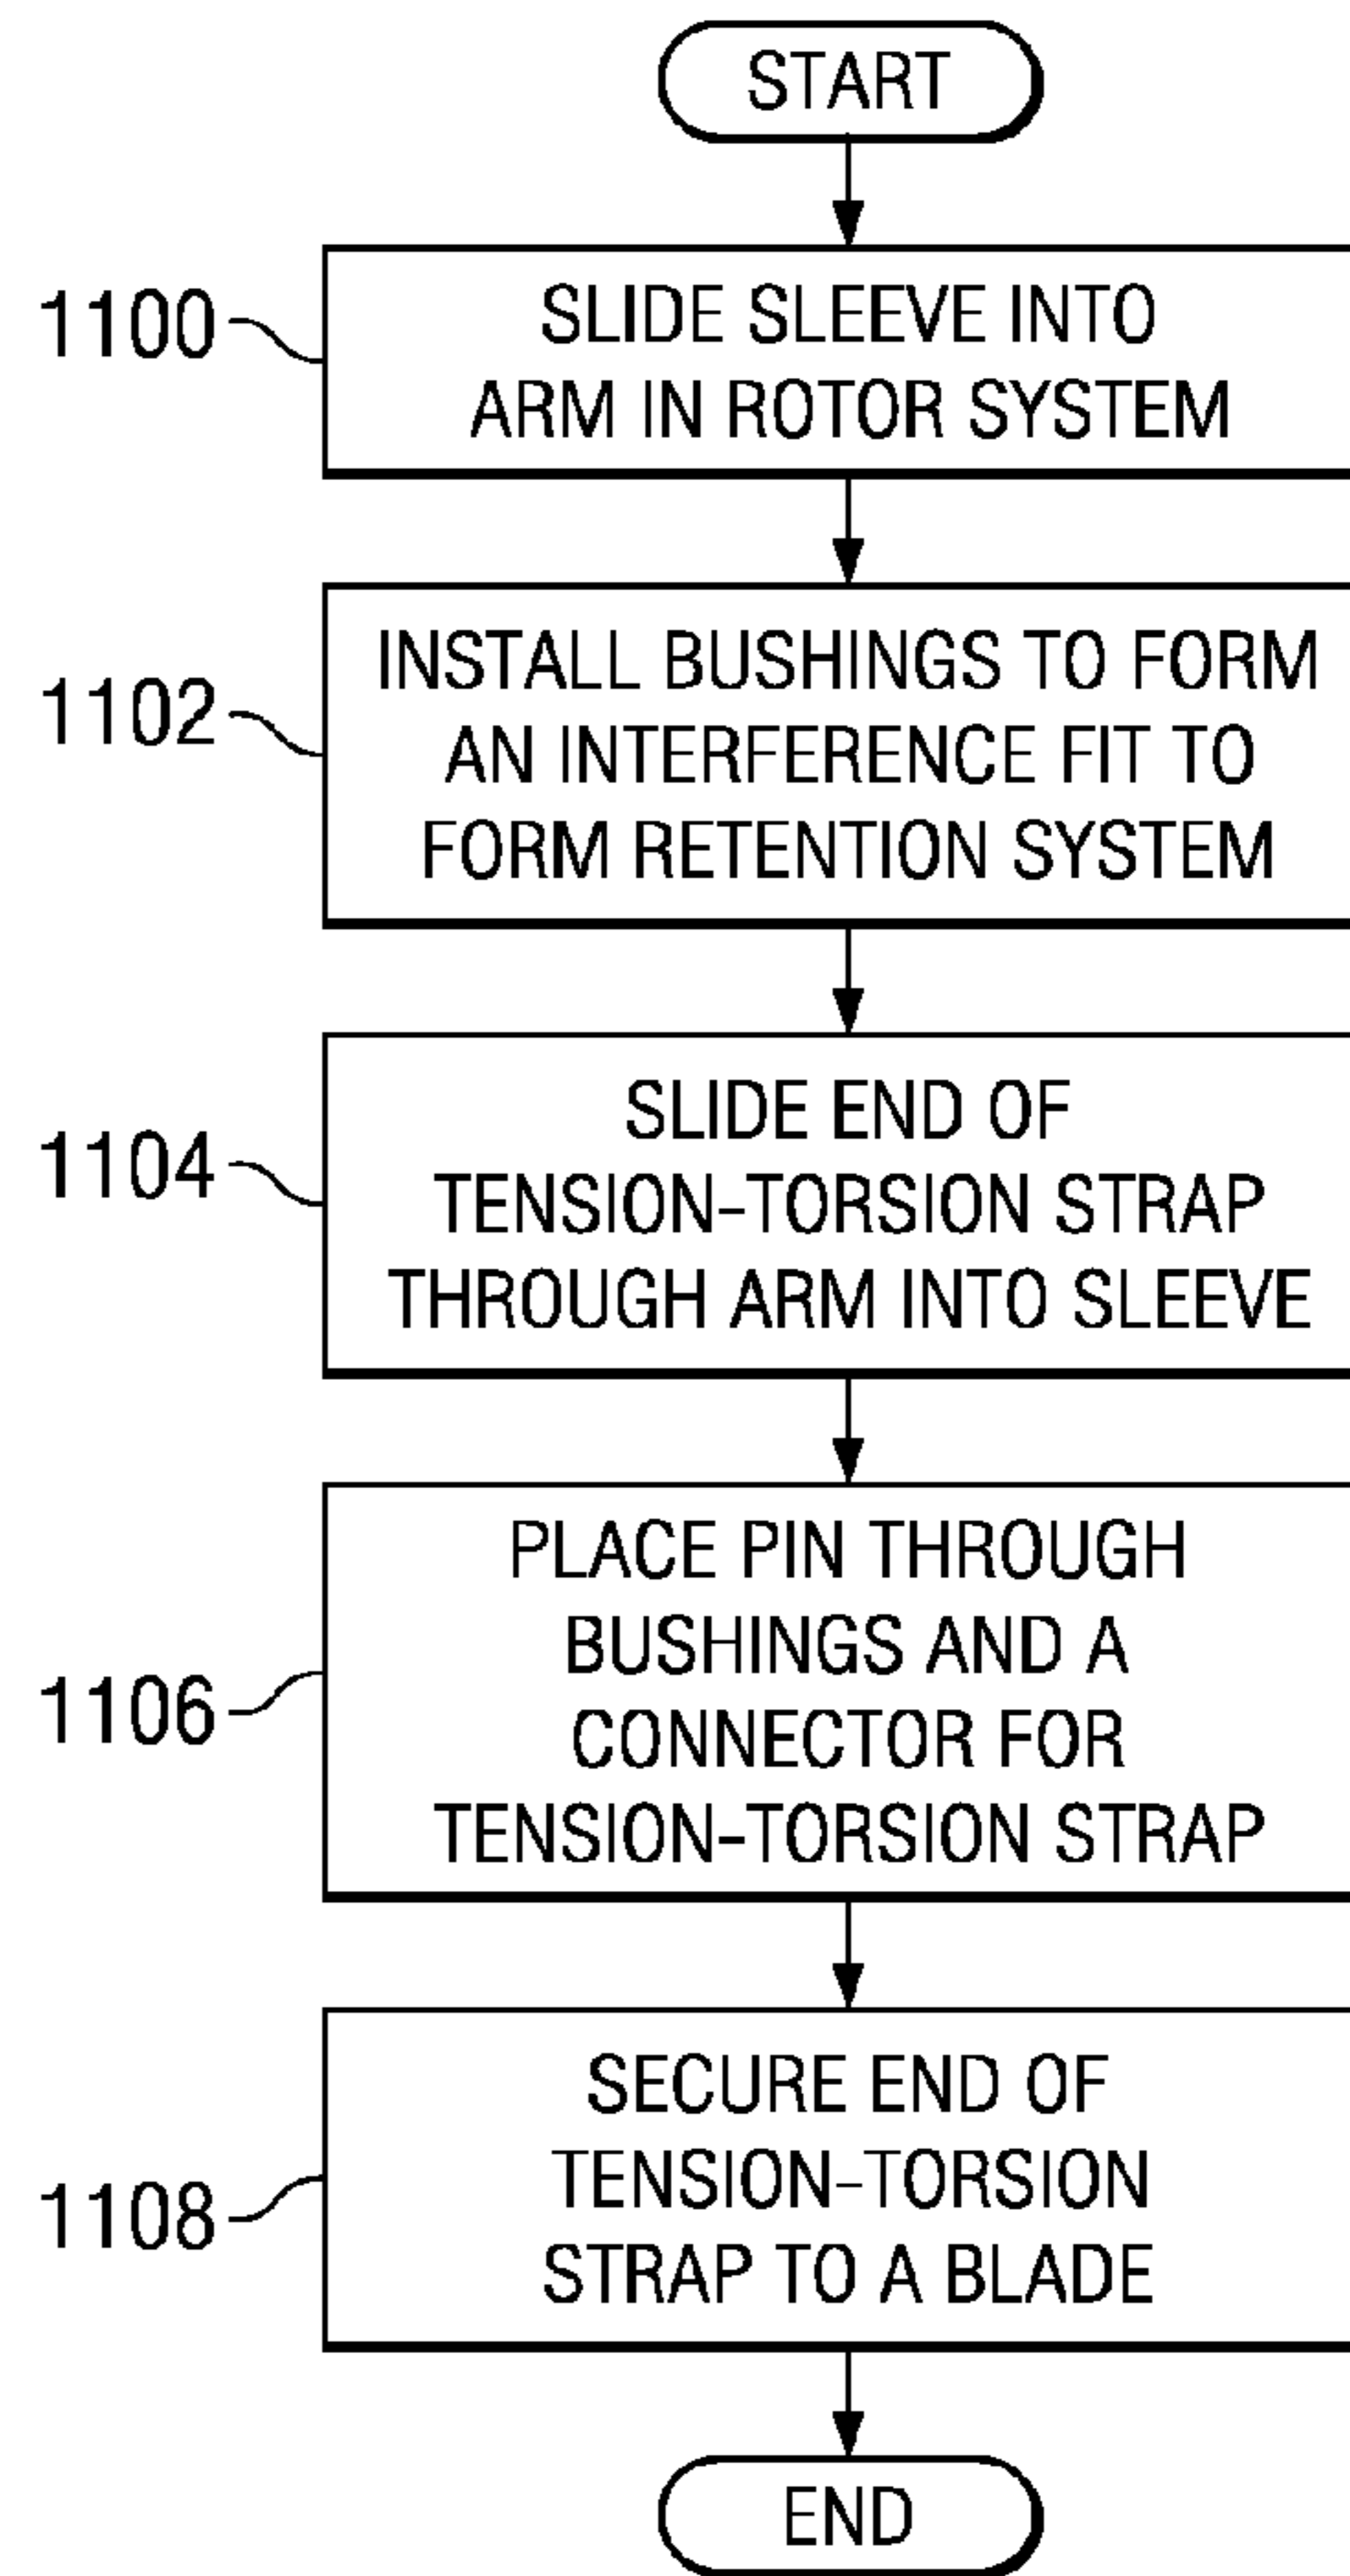 START
1100
SLIDE SLEEVE INTO
ARM IN ROTOR SYSTEM
1102
INSTALL BUSHINGS TO FORM
AN INTERFERENCE FIT TO
FORM RETENTION SYSTEM
1104
SLIDE END OF
TENSION-TORSION STRAP
THROUGH ARM INTO SLEEVE
1106
PLACE PIN THROUGH
BUSHINGS AND A
CONNECTOR FOR
TENSION-TORSION STRAP
1108
SECURE END OF
TENSION-TORSION
STRAP TO A BLADE
END